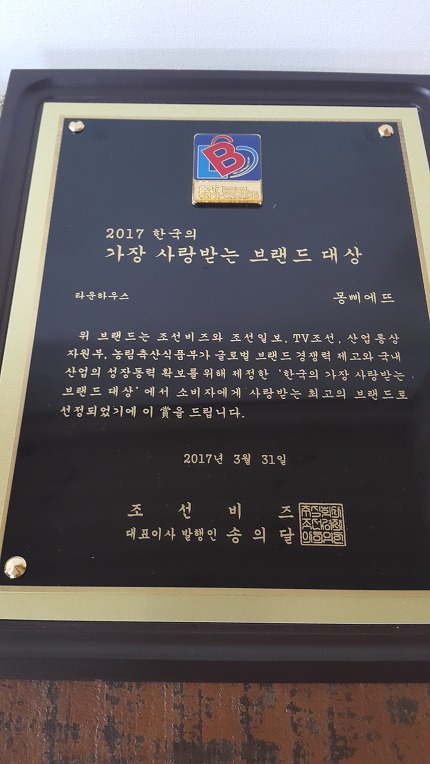 B
2017 한국의
가장 사랑받는 브랜드 대상
타운하우스 몽삐에뜨
위 브랜드는 조선비즈와 조선일보, TV조선, 산업통상
자원부, 농림축산식품부가 글로벌 브랜드 경쟁력 제고와 국내
산업의 성장동력 확보를 위해 제정한 '한국의 가장 사랑받는
브랜드 대상'에서 소비자에게 사랑받는 최고의 브랜드로
선정되었기에 이 賞을 드립니다.
2017년 3월 31일
조 선 비 즈
대표이사 발행인 송 의 달